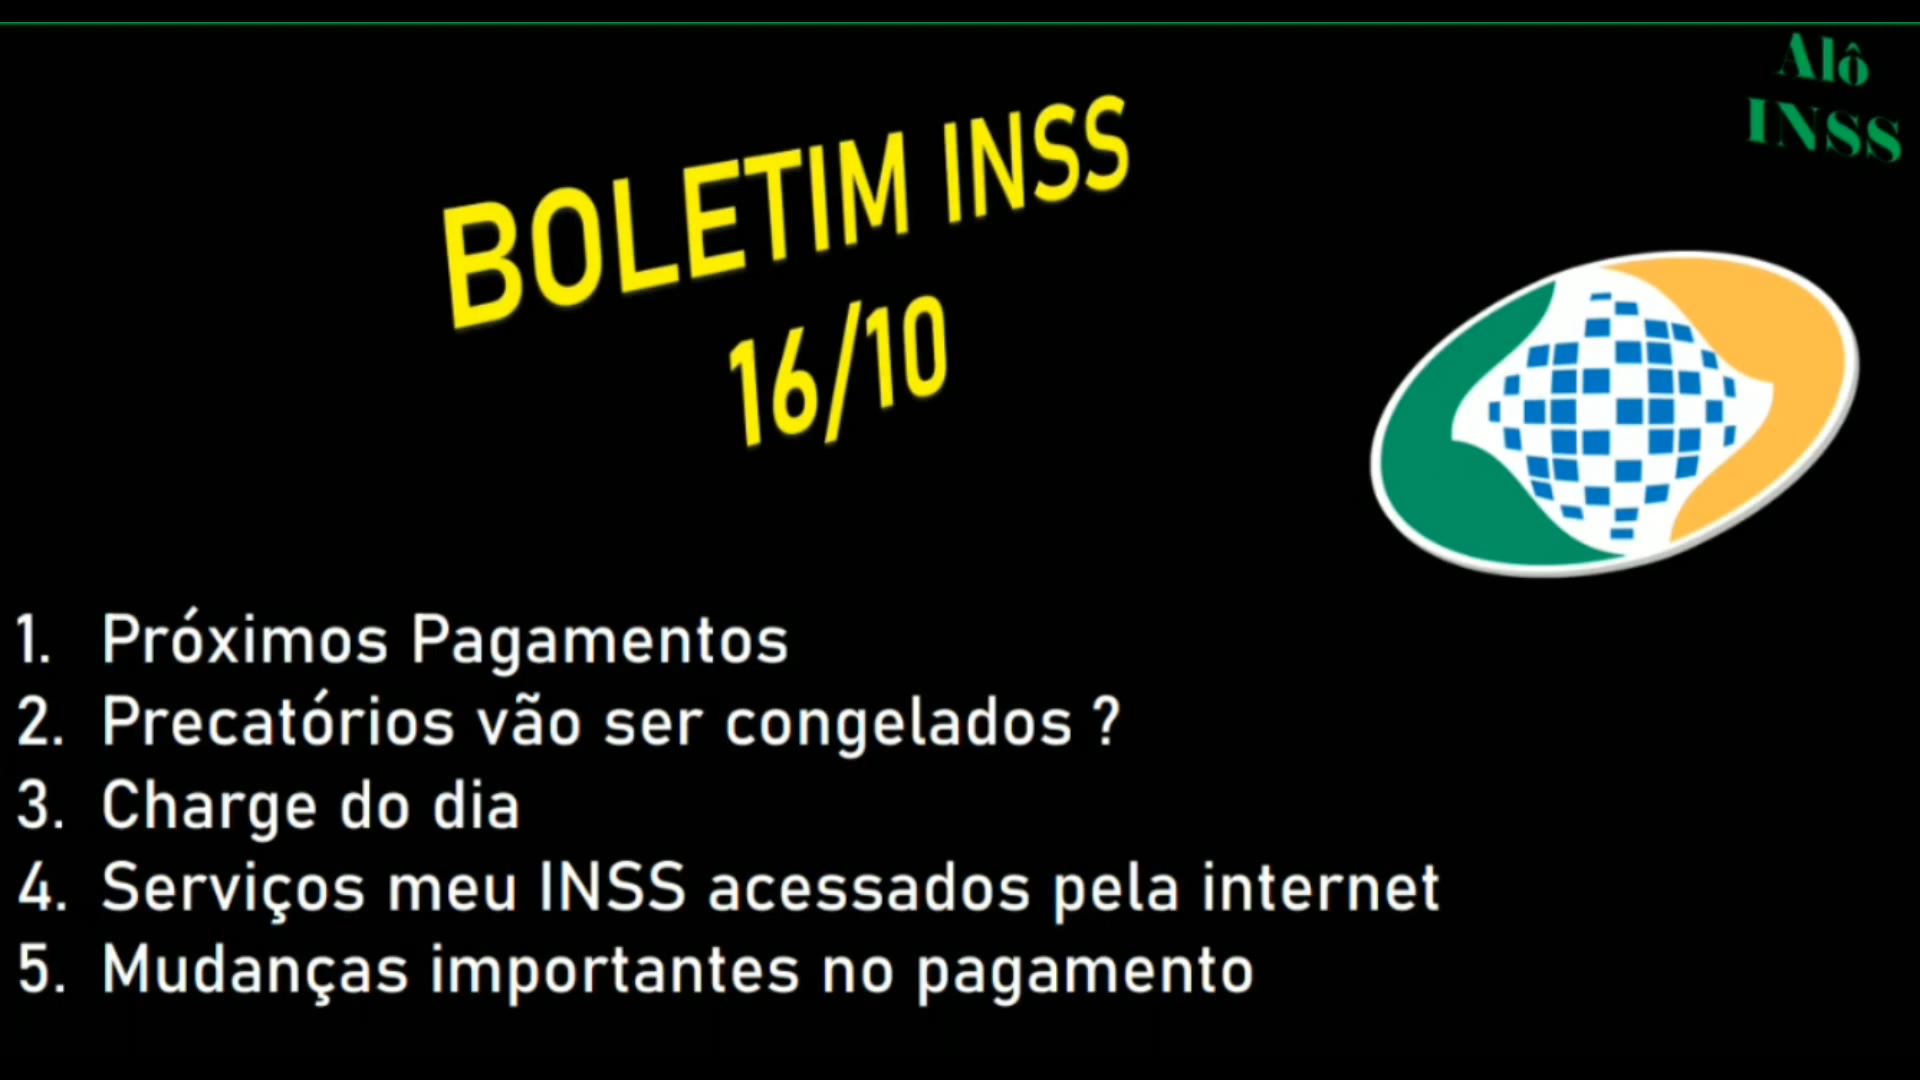 Alô
INSS
BOLETIM INSS
16/10
1. Próximos Pagamentos
2. Precatórios vão ser congelados ?
3. Charge do dia
4. Serviços meu INSS acessados pela internet
5. Mudanças importantes no pagamento